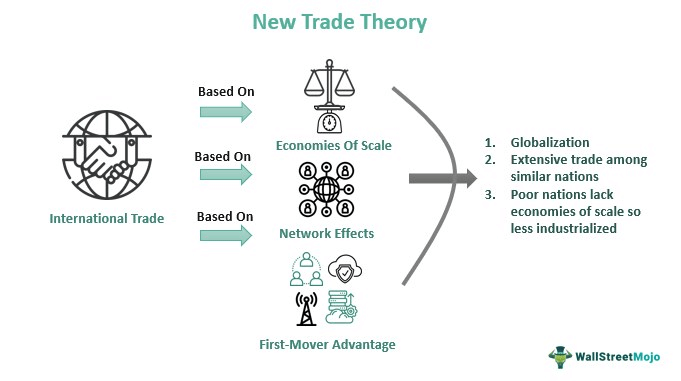 New Trade Theory
Based On
Economies Of Scale
Based On
International Trade
Network Effects
Based On
First-Mover Advantage
1. Globalization
2. Extensive trade among
similar nations
3. Poor nations lack
economies of scale so
less industrialized
WallStreetMojo